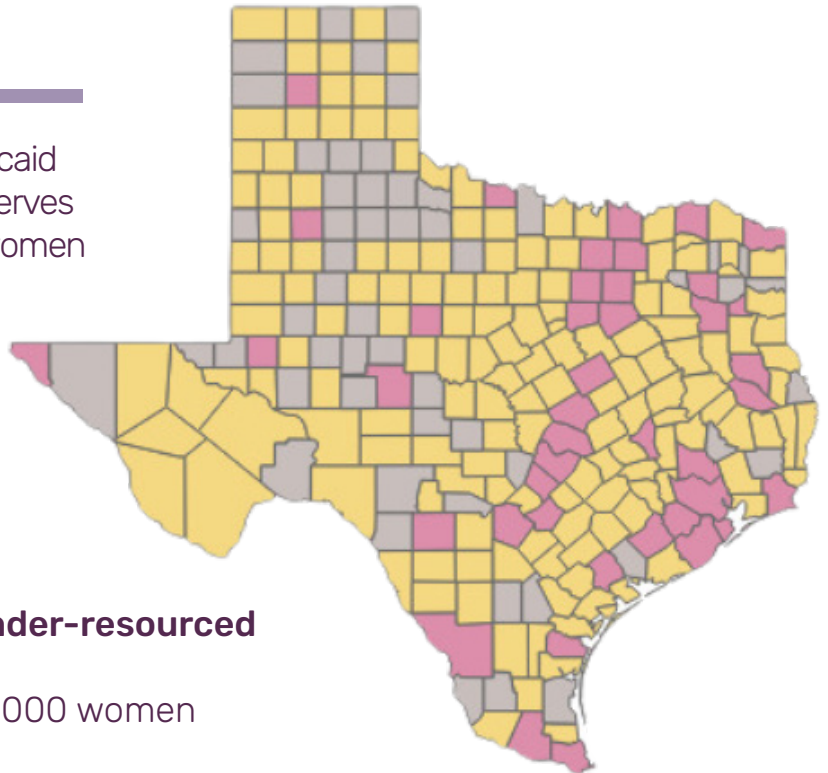 caid
erves
omen
nder-resourced
000 women